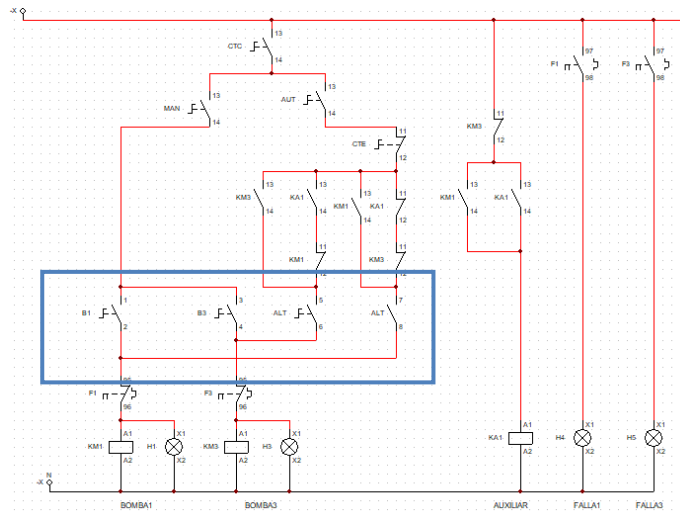 -X
13
CTC
14
97
97
F1
F3
98
98
13
13
MAN
AUT
14
14
11
11
CTE
KM3
12
12
13
13
13
11
13
13
KM3
KA1
KM1
KA1
KM1
KA1
14
14
14
12
14
14
11
11
KM1
KM3
12
12
1
3
5
7
B1
B3
ALT
ALT
2
4
6
8
95
95
F1
F3
96
96
A1
X1
A1
X1
A1
X1
X1
KM1
H1
KM3
H3
KA1
H4
H5
A2
X2
A2
X2
A2
X2
X2
N
-X
BOMBA1
BOMBA3
AUXILIAR
FALLA1
FALLA3